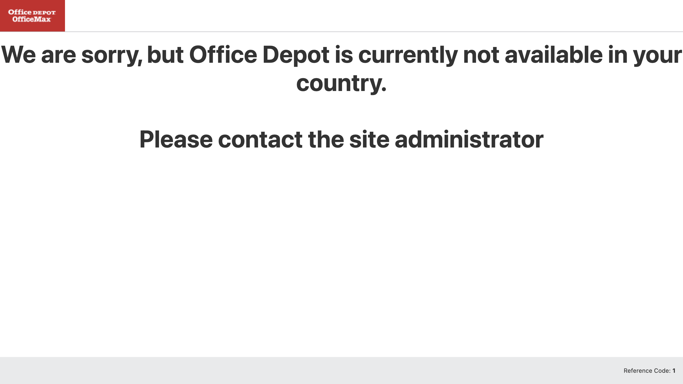 Office DEPOT
OfficeMax
We are sorry, but Office Depot is currently not available in your
country.
Please contact the site administrator
Reference Code: 1